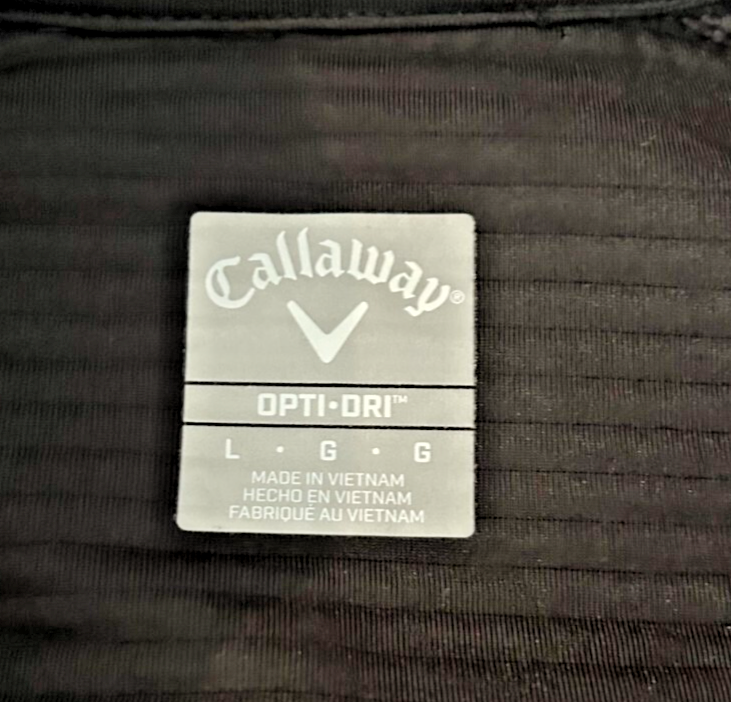 Callaway®
OPTI•DRI™
L • G • G
MADE IN VIETNAM
HECHO EN VIETNAM
FABRIQUÉ AU VIETNAM